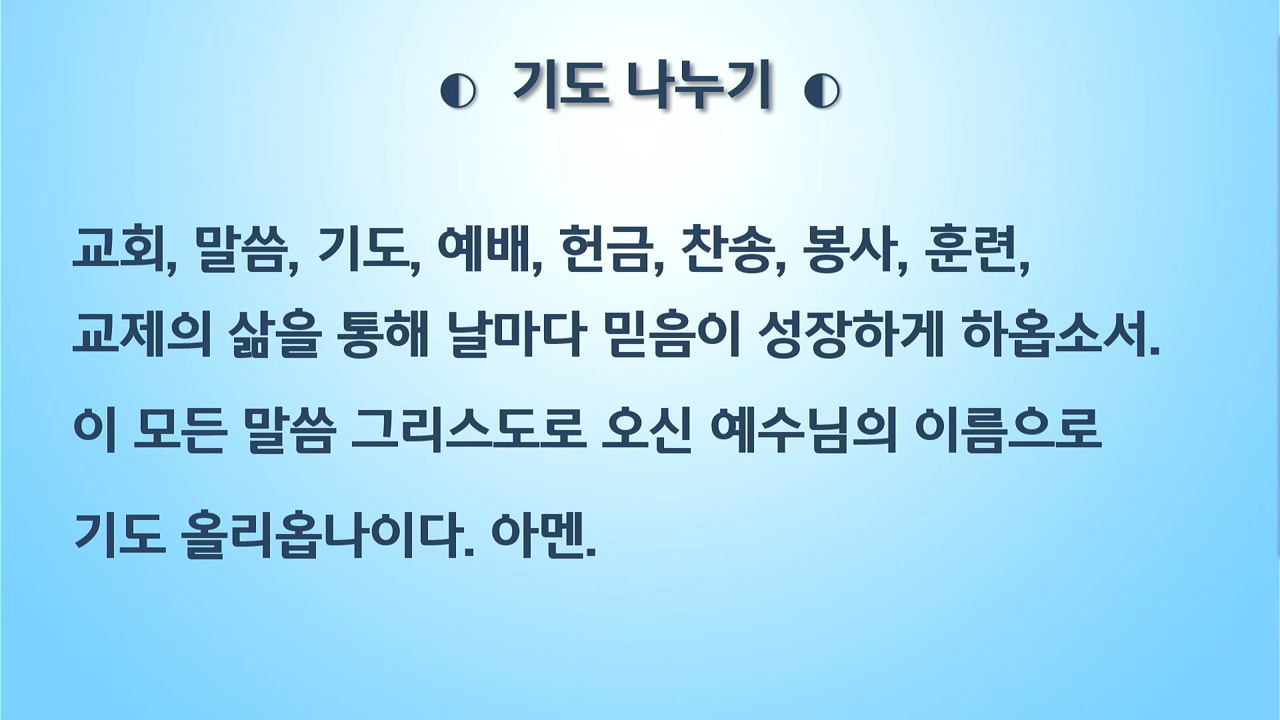 ◐ 기도 나누기 ◐
교회, 말씀, 기도, 예배, 헌금, 찬송, 봉사, 훈련,
교제의 삶을 통해 날마다 믿음이 성장하게 하옵소서.
이 모든 말씀 그리스도로 오신 예수님의 이름으로
기도 올리옵나이다. 아멘.